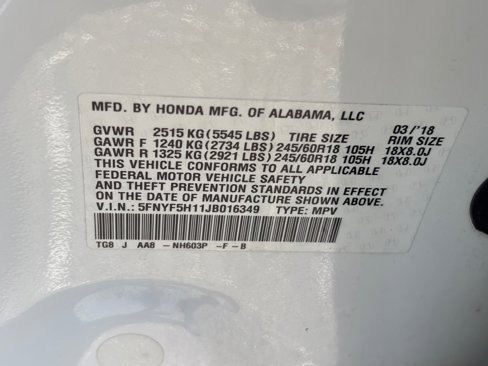 MFD. BY HONDA MFG. OF ALABAMA, LLC
GVWR 2515 KG (5545 LBS) TIRE SIZE 03/'18
GAWR F 1240 KG (2734 LBS) 245/60R18 105H RIM SIZE 18X8.0J
GAWR R 1325 KG (2921 LBS) 245/60R18 105H 18X8.0J
THIS VEHICLE CONFORMS TO ALL APPLICABLE
FEDERAL MOTOR VEHICLE SAFETY
AND THEFT PREVENTION STANDARDS IN EFFECT
ON THE DATE OF MANUFACTURE SHOWN ABOVE.
V.I.N.: 5FNYF5H11JB016349 TYPE: MPV
TG8 J AA8 - NH603P - F - B